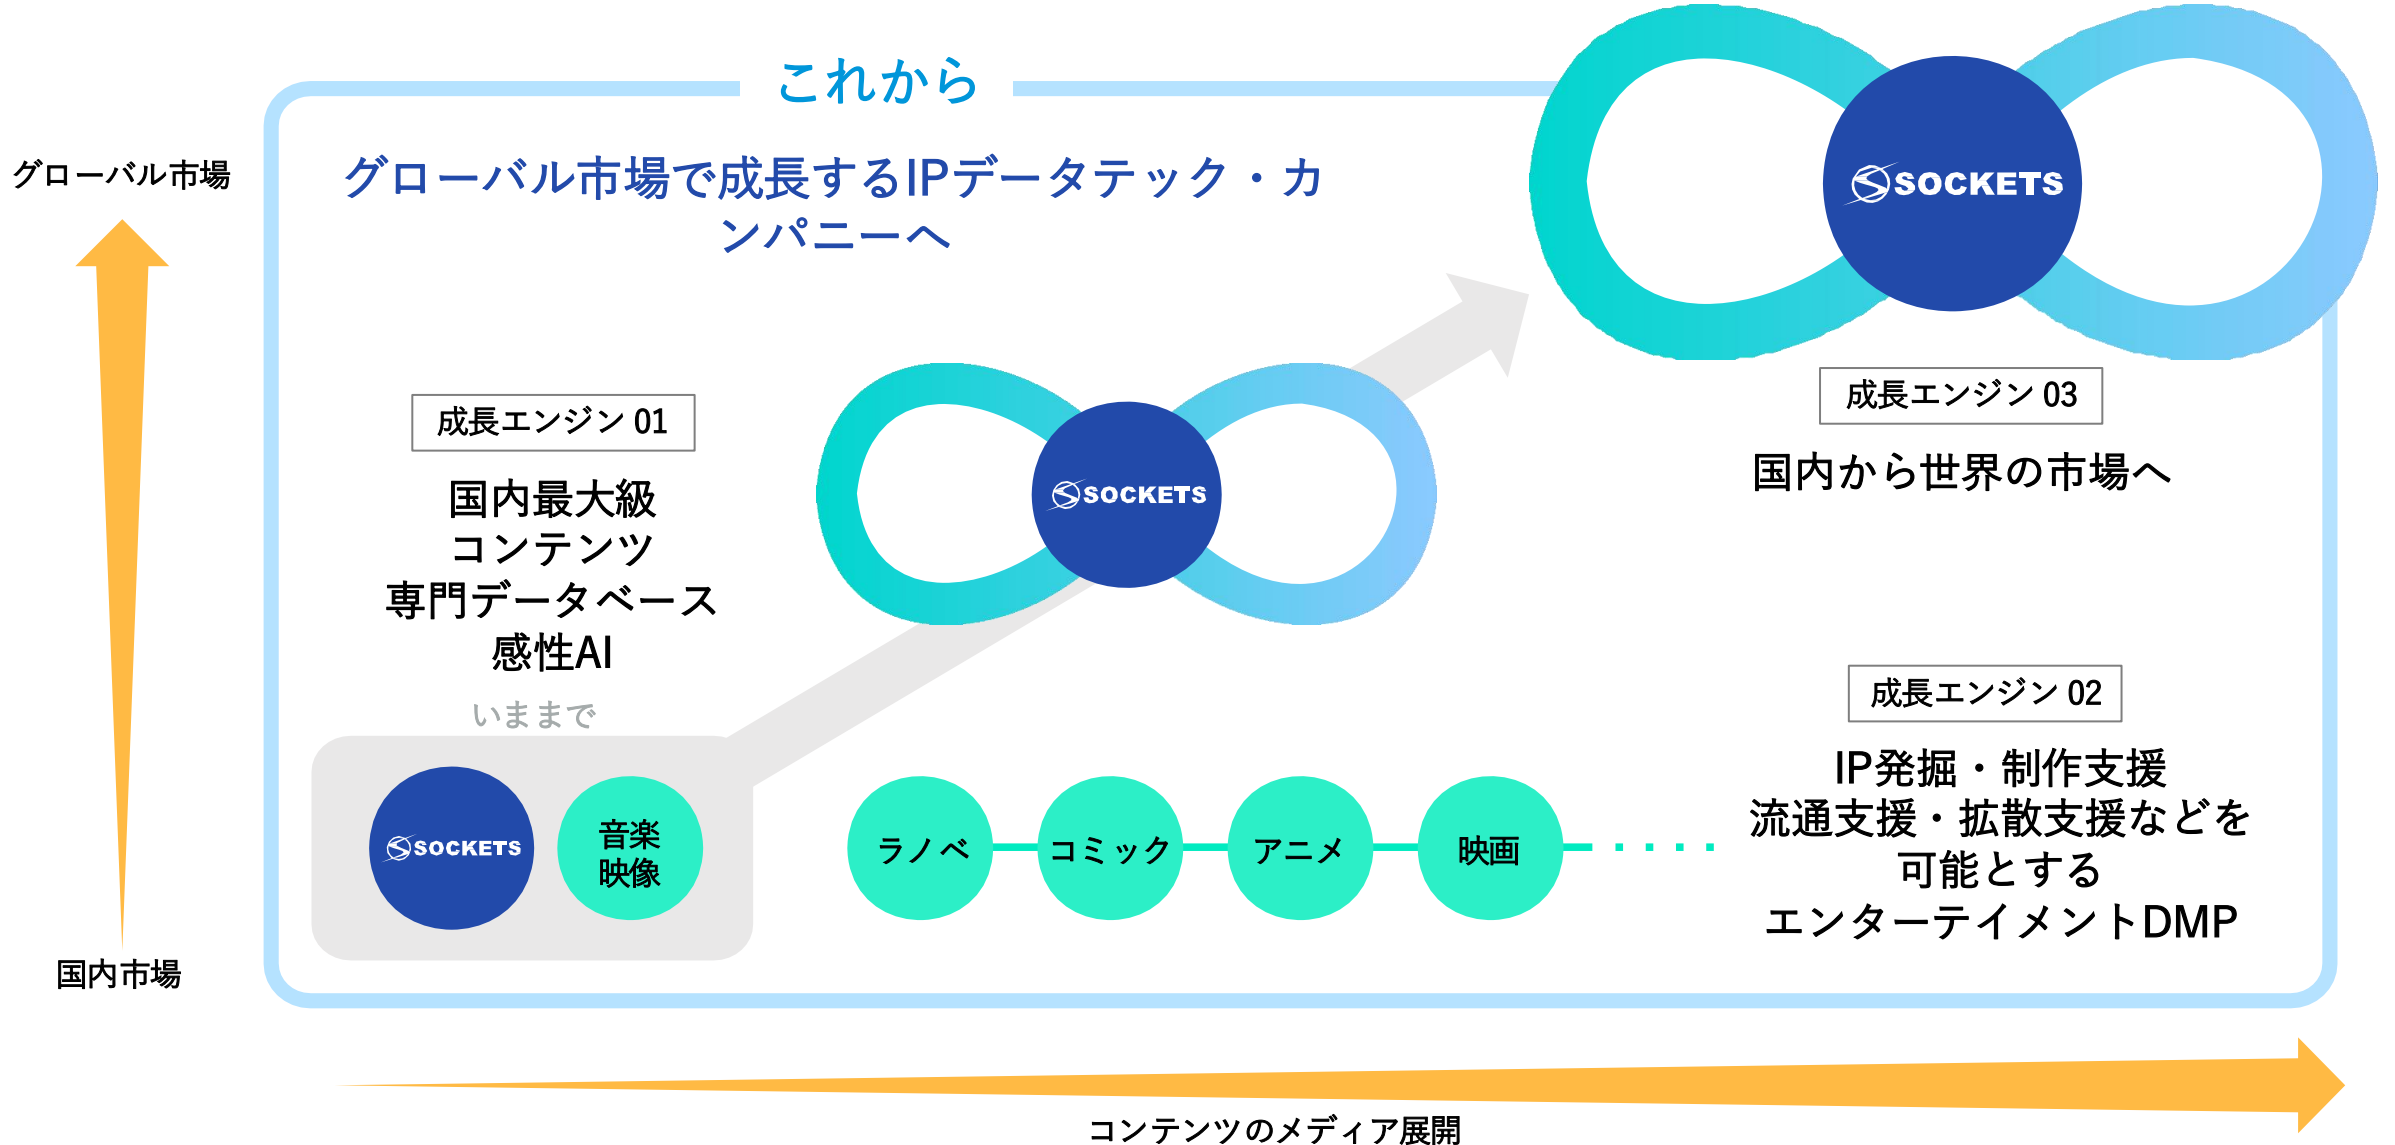 これから
グローバル市場で成長するIPデータテック・カ
ンパニーへ
グローバル市場
SOCKETS
成長エンジン 03
国内から世界の市場へ
成長エンジン 01
国内最大級
コンテンツ
専門データベース
感性AI
SOCKETS
いままで
SOCKETS
音楽
映像
ラノベ
コミック
アニメ
映画
成長エンジン 02
IP発掘・制作支援
流通支援・拡散支援などを
可能とする
エンターテイメントDMP
国内市場
コンテンツのメディア展開